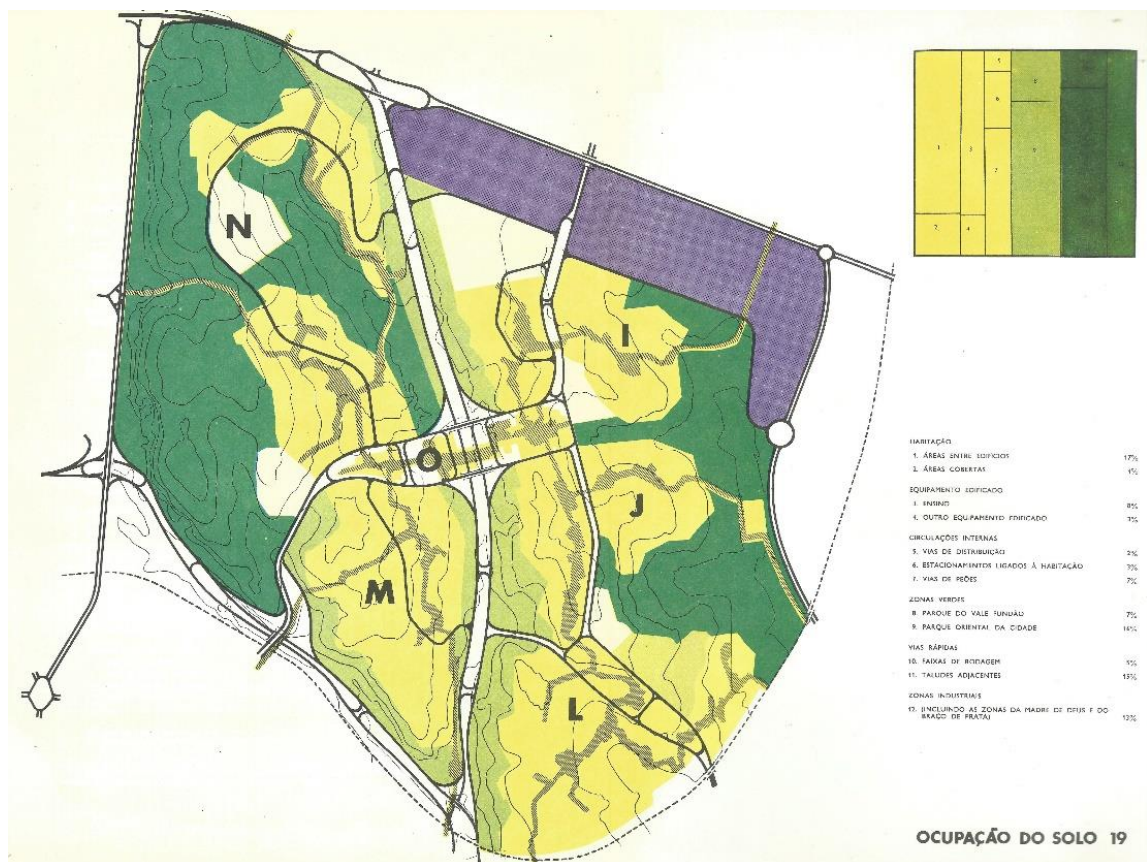 N
I
O
J
M
L
HABITAÇÃO
1. ÁREAS ENTRE EDIFÍCIOS 17%
2. ÁREAS COBERTAS
EQUIPAMENTO EDIFICADO
3. ENSINO 8%
4. OUTRO EQUIPAMENTO EDIFICADO
CIRCULAÇÕES INTERNAS
5. VIAS DE DISTRIBUIÇÃO 2%
6. ESTACIONAMENTOS LIGADOS À HABITAÇÃO
7. VIAS DE PEÕES 7%
ZONAS VERDES
8. PARQUE DO VALE FUNDÃO 7%
9. PARQUE ORIENTAL DA CIDADE
VIAS RÁPIDAS
10. FAIXAS DE RODAGEM
11. TALUDES ADJACENTES 15%
ZONAS INDUSTRIAIS
12. (INCLUINDO AS ZONAS DA MADRE DE DEUS E DO
BRAÇO DE PRATA) 12%
OCUPAÇÃO DO SOLO 19